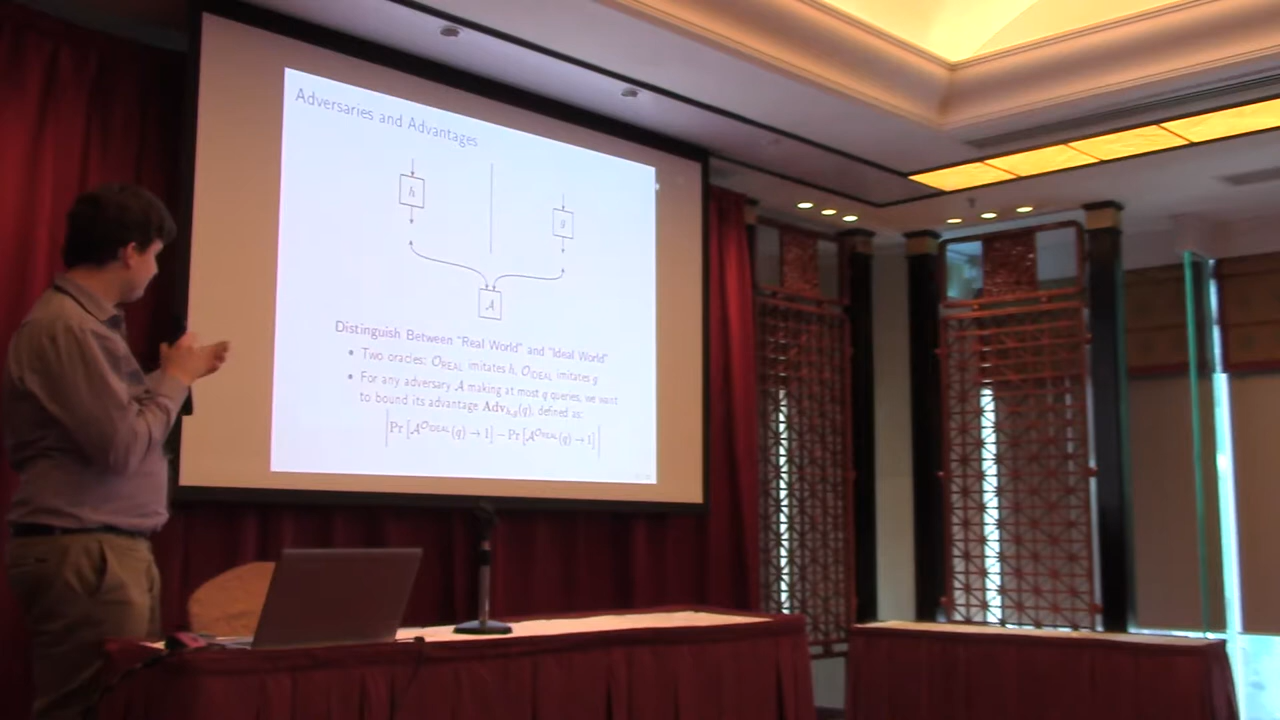 Adversaries and Advantages
h
g
A
Distinguish Between "Real World" and "Ideal World"
• Two oracles: O_REAL imitates h, O_IDEAL imitates g
• For any adversary A making at most q queries, we want
to bound its advantage Adv_{h,g}(q), defined as:
|Pr[A^{O_IDEAL}(q) → 1] − Pr[A^{O_REAL}(q) → 1]|